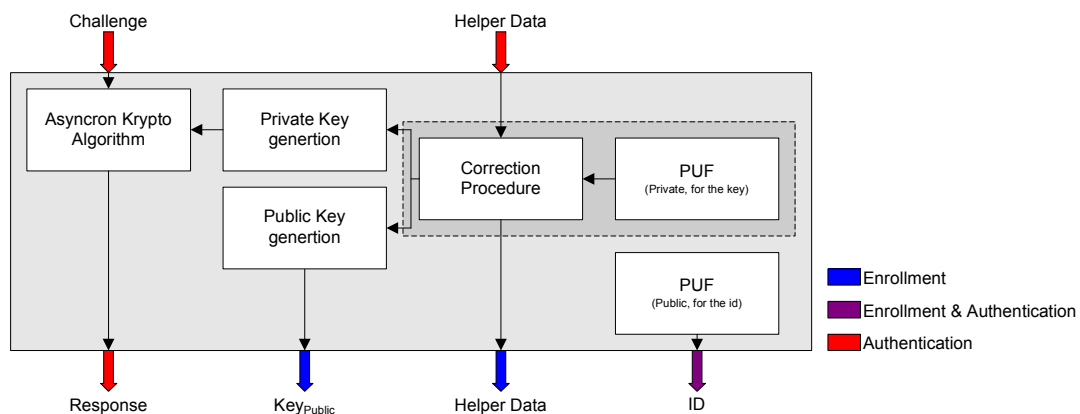 Challenge
Helper Data
Asyncron Krypto
Algorithm
Private Key
genertion
Correction
Procedure
PUF
(Private, for the key)
Public Key
genertion
PUF
(Public, for the id)
Enrollment
Enrollment & Authentication
Authentication
Response
KeyPublic
Helper Data
ID